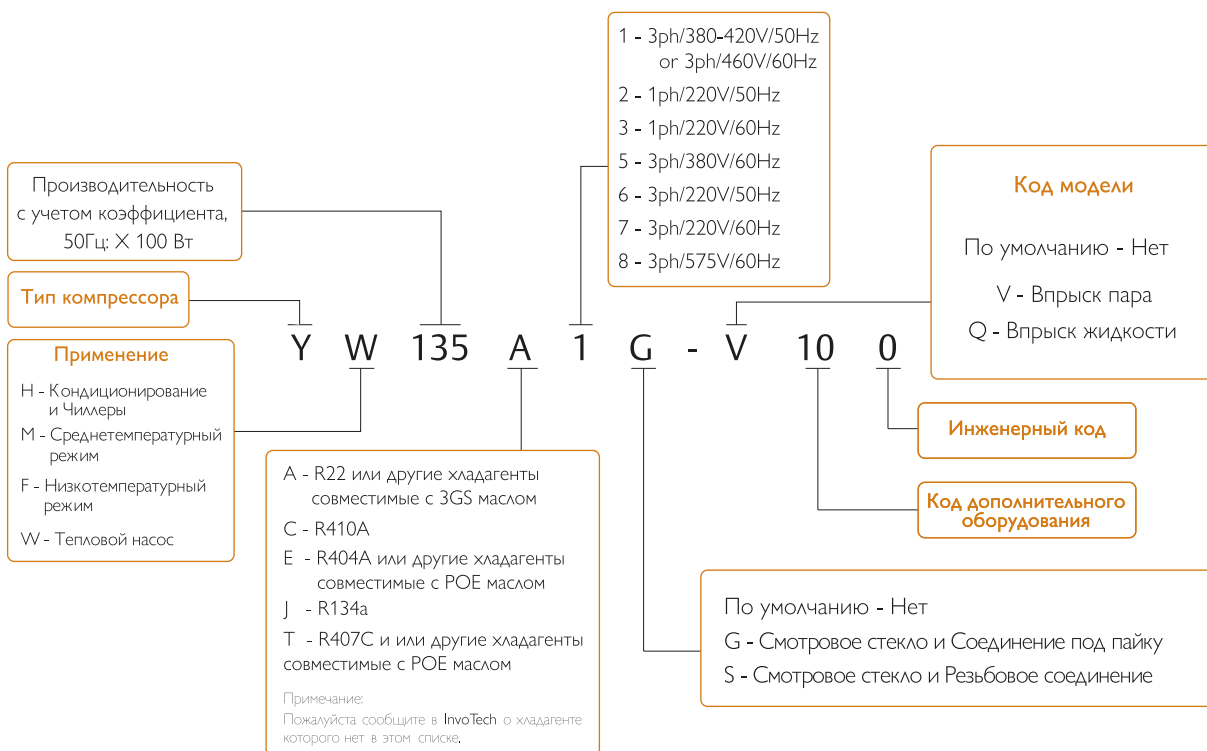 1 - 3ph/380-420V/50Hz
or 3ph/460V/60Hz
2 - 1ph/220V/50Hz
3 - 1ph/220V/60Hz
5 - 3ph/380V/60Hz
6 - 3ph/220V/50Hz
7 - 3ph/220V/60Hz
8 - 3ph/575V/60Hz
Производительность
с учетом коэффициента,
50Гц: X 100 Вт
Код модели
По умолчанию - Нет
V - Впрыск пара
Q - Впрыск жидкости
Тип компрессора
Y W 135 A 1 G - V 10 0
Применение
H - Кондиционирование
и Чиллеры
M - Среднетемпературный
режим
F - Низкотемпературный
режим
W - Тепловой насос
Инженерный код
Код дополнительного
оборудования
A - R22 или другие хладагенты
совместимые с 3GS маслом
C - R410A
E - R404A или другие хладагенты
совместимые с POE маслом
J - R134a
T - R407C и или другие хладагенты
совместимые с POE маслом
Примечание:
Пожалуйста сообщите в InvoTech о хладагенте
которого нет в этом списке.
По умолчанию - Нет
G - Смотровое стекло и Соединение под пайку
S - Смотровое стекло и Резьбовое соединение